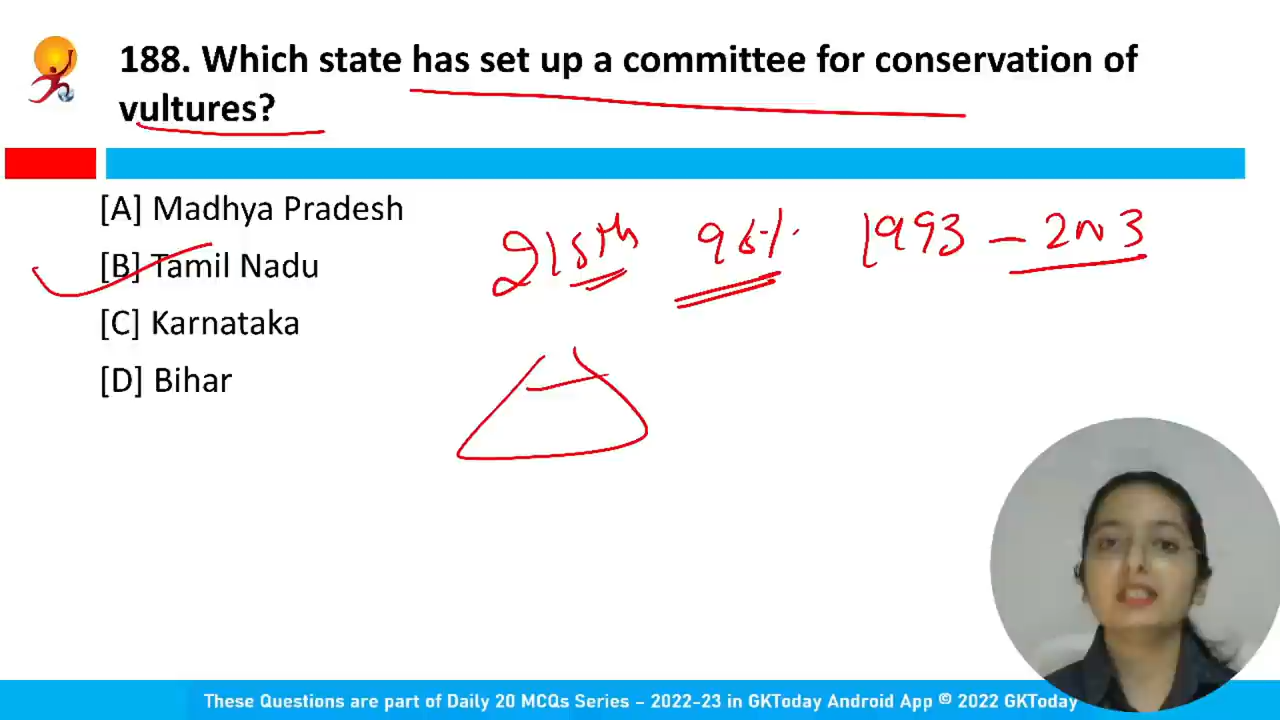 188. Which state has set up a committee for conservation of
vultures?
[A] Madhya Pradesh
[B] Tamil Nadu
[C] Karnataka
[D] Bihar
96% 1993 –
These Questions are part of Daily 20 MCQs Series – 2022-23 in GKToday Android App © 2022 GKToday